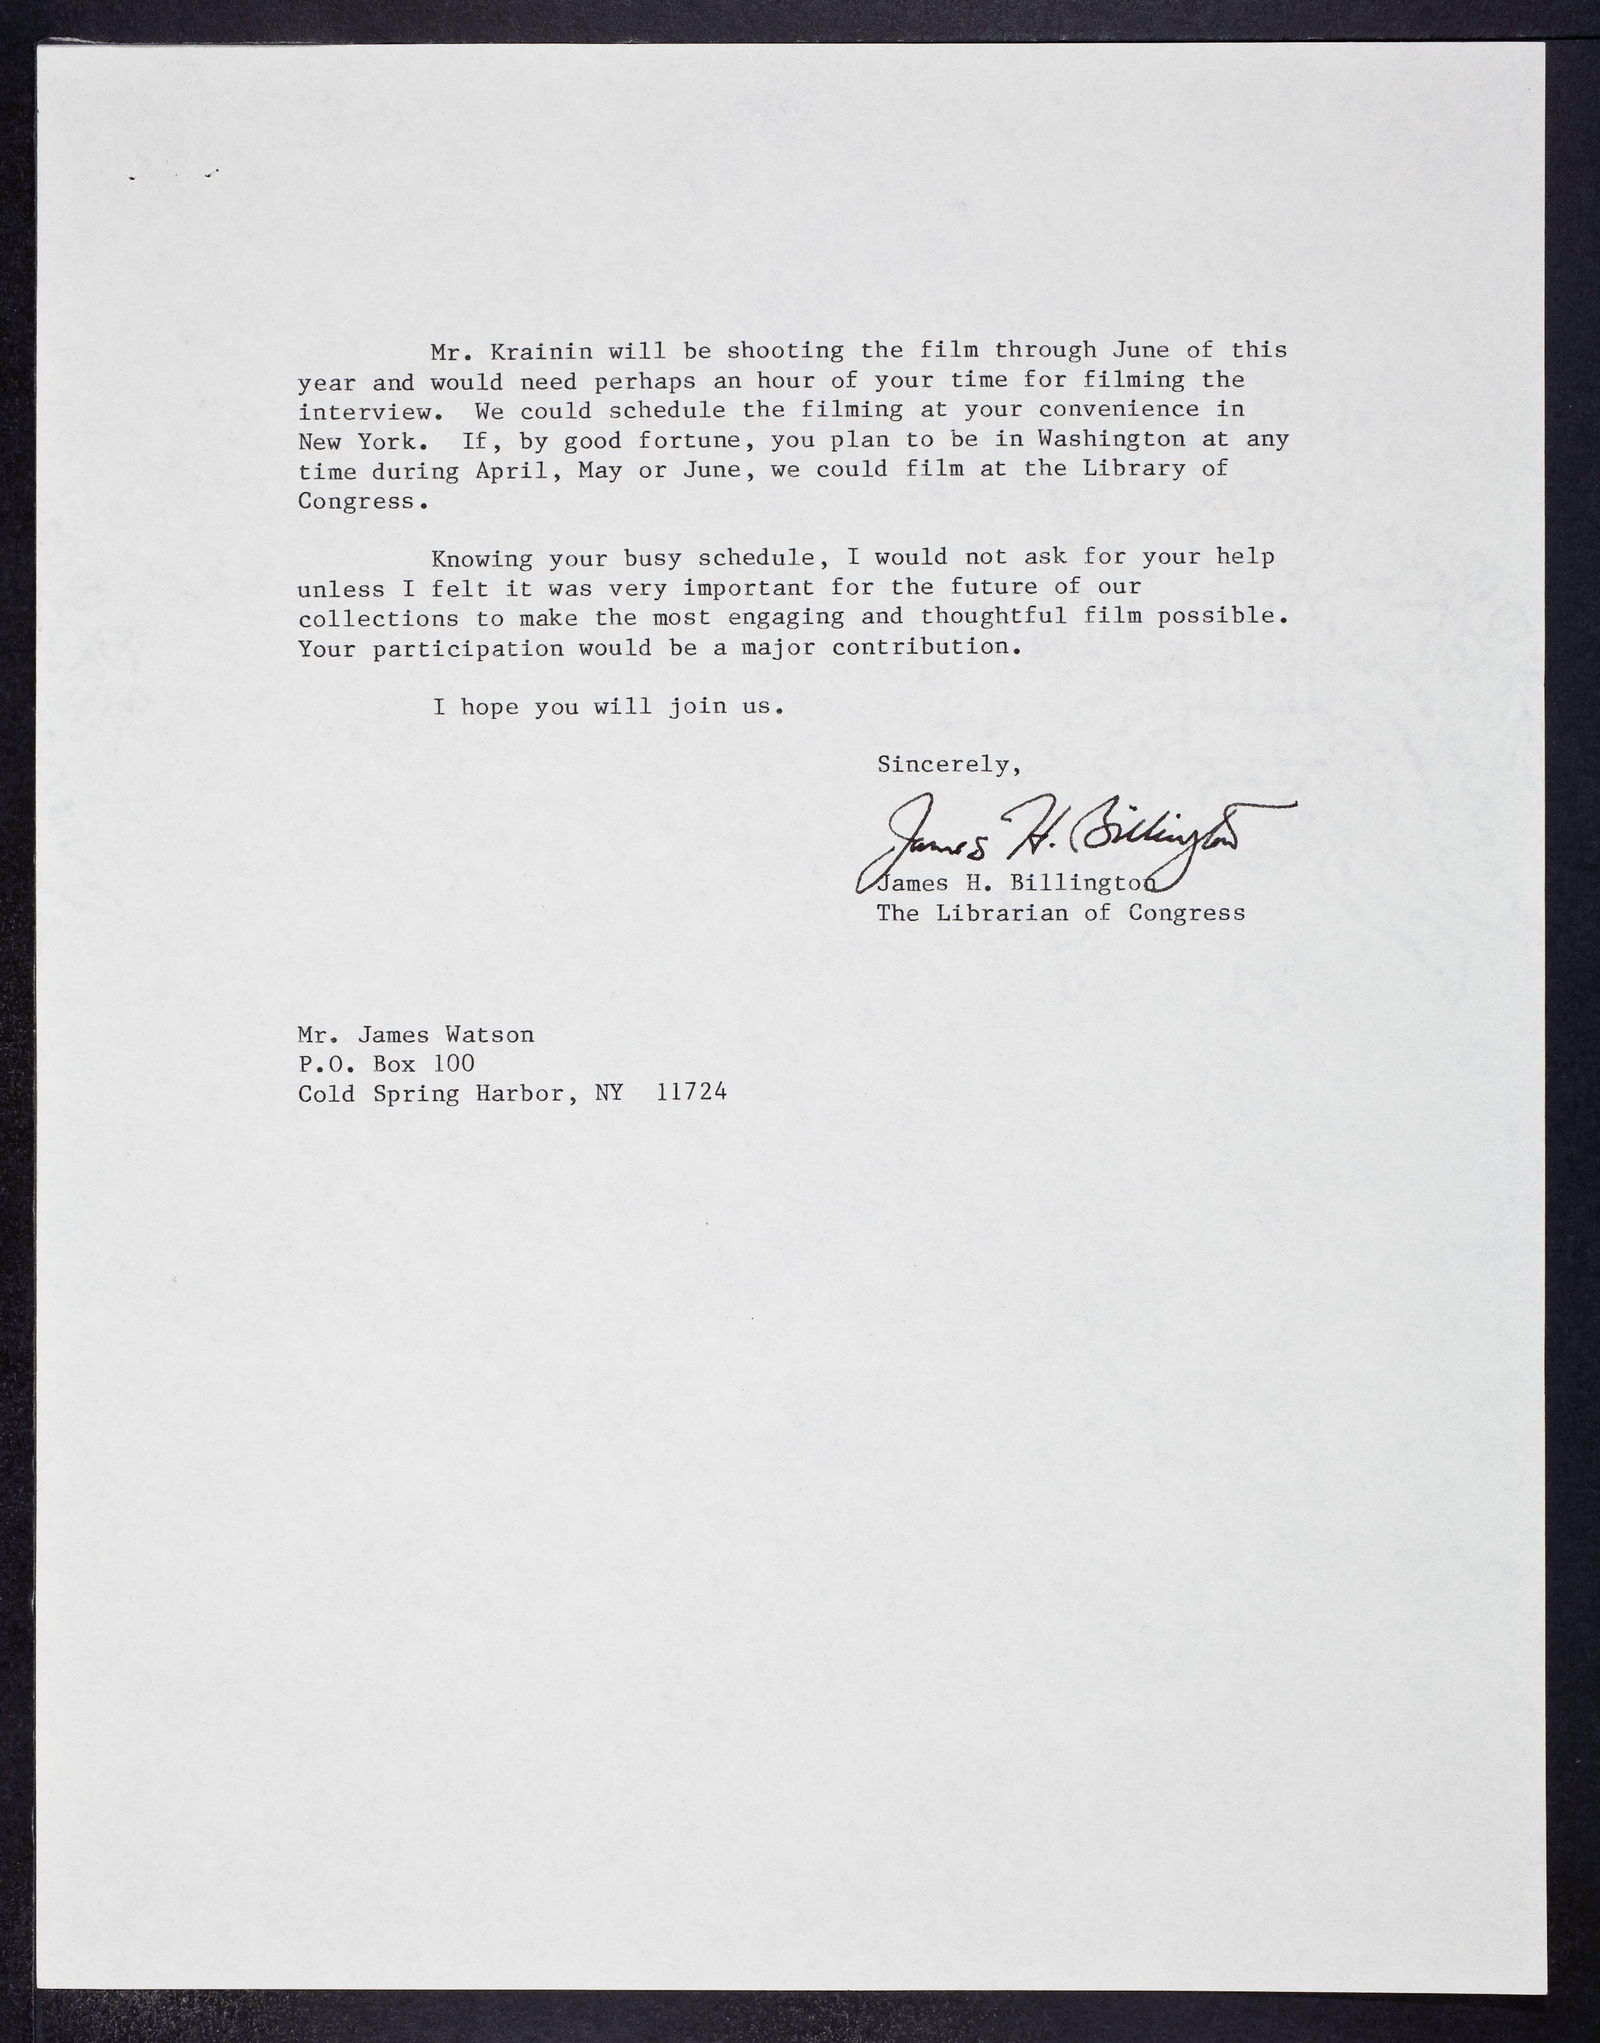 Mr. Krainin will be shooting the film through June of this
year and would need perhaps an hour of your time for filming the
interview. We could schedule the filming at your convenience in
New York. If, by good fortune, you plan to be in Washington at any
time during April, May or June, we could film at the Library of
Congress.
Knowing your busy schedule, I would not ask for your help
unless I felt it was very important for the future of our
collections to make the most engaging and thoughtful film possible.
Your participation would be a major contribution.
I hope you will join us.
Sincerely,
James H. Billington
James H. Billington
The Librarian of Congress
Mr. James Watson
P.O. Box 100
Cold Spring Harbor, NY 11724